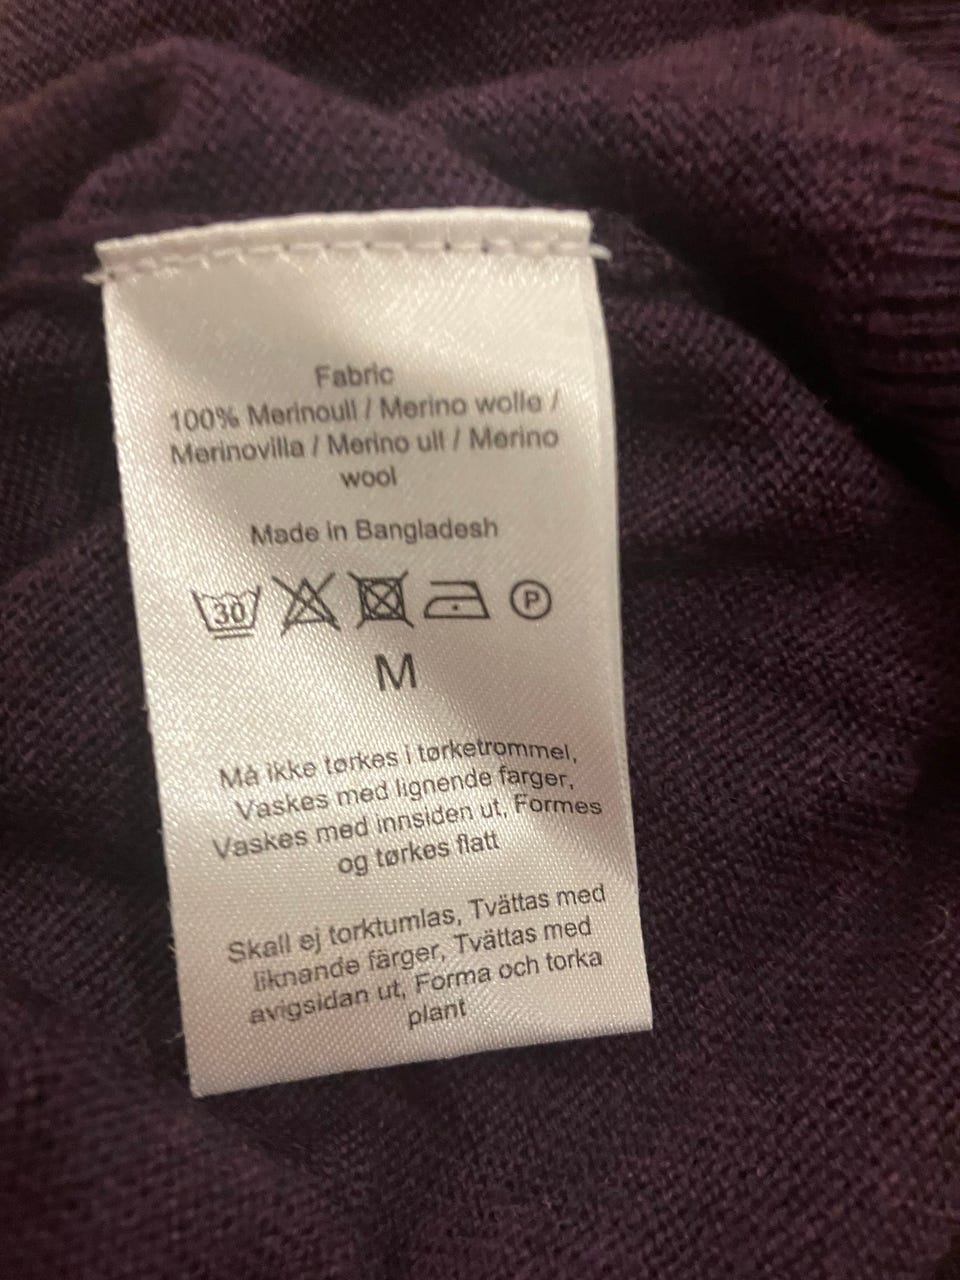 Fabric
100% Merinoull / Merino wolle /
Merinovilla / Merino ull / Merino
wool
Made in Bangladesh
30 P
M
Må ikke tørkes i tørketrommel,
Vaskes med lignende farger,
Vaskes med innsiden ut, Formes
og tørkes flatt
Skall ej torktumlas, Tvättas med
liknande färger, Tvättas med
avigsidan ut, Forma och torka
plant